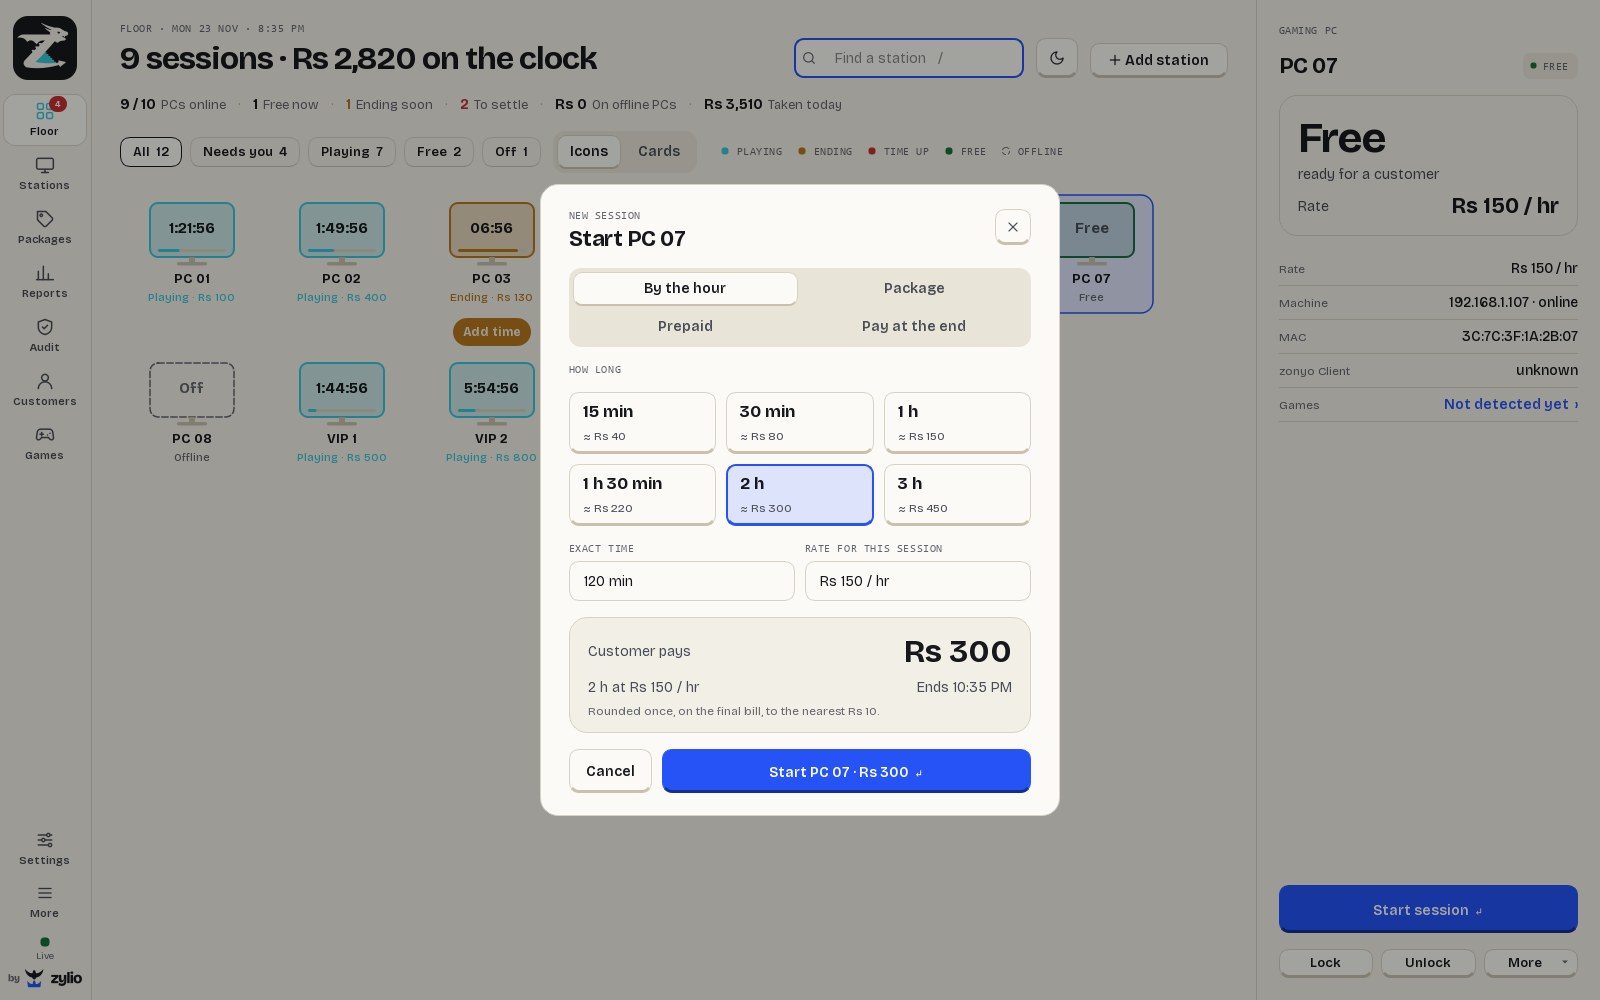 FLOOR · MON 23 NOV · 8:35 PM
9 sessions · Rs 2,820 on the clock
Find a station /
+ Add station
9 / 10 PCs online · 1 Free now · 1 Ending soon · 2 To settle · Rs 0 On offline PCs · Rs 3,510 Taken today
All 12
Needs you 4
Playing 7
Free 2
Off 1
Icons
Cards
PLAYING
ENDING
TIME UP
FREE
OFFLINE
4
Floor
Stations
Packages
Reports
Audit
Customers
Games
Settings
More
Live
by zylio
1:21:56
PC 01
Playing · Rs 100
1:49:56
PC 02
Playing · Rs 400
06:56
PC 03
Ending · Rs 130
Add time
Free
PC 07
Free
Off
PC 08
Offline
1:44:56
VIP 1
Playing · Rs 500
5:54:56
VIP 2
Playing · Rs 800
NEW SESSION
Start PC 07
By the hour
Package
Prepaid
Pay at the end
HOW LONG
15 min
≈ Rs 40
30 min
≈ Rs 80
1 h
≈ Rs 150
1 h 30 min
≈ Rs 220
2 h
≈ Rs 300
3 h
≈ Rs 450
EXACT TIME
120 min
RATE FOR THIS SESSION
Rs 150 / hr
Customer pays
Rs 300
2 h at Rs 150 / hr
Ends 10:35 PM
Rounded once, on the final bill, to the nearest Rs 10.
Cancel
Start PC 07 · Rs 300 ↲
GAMING PC
PC 07
FREE
Free
ready for a customer
Rate
Rs 150 / hr
Rate
Rs 150 / hr
Machine
192.168.1.107 · online
MAC
3C:7C:3F:1A:2B:07
zonyo Client
unknown
Games
Not detected yet ›
Start session ↲
Lock
Unlock
More